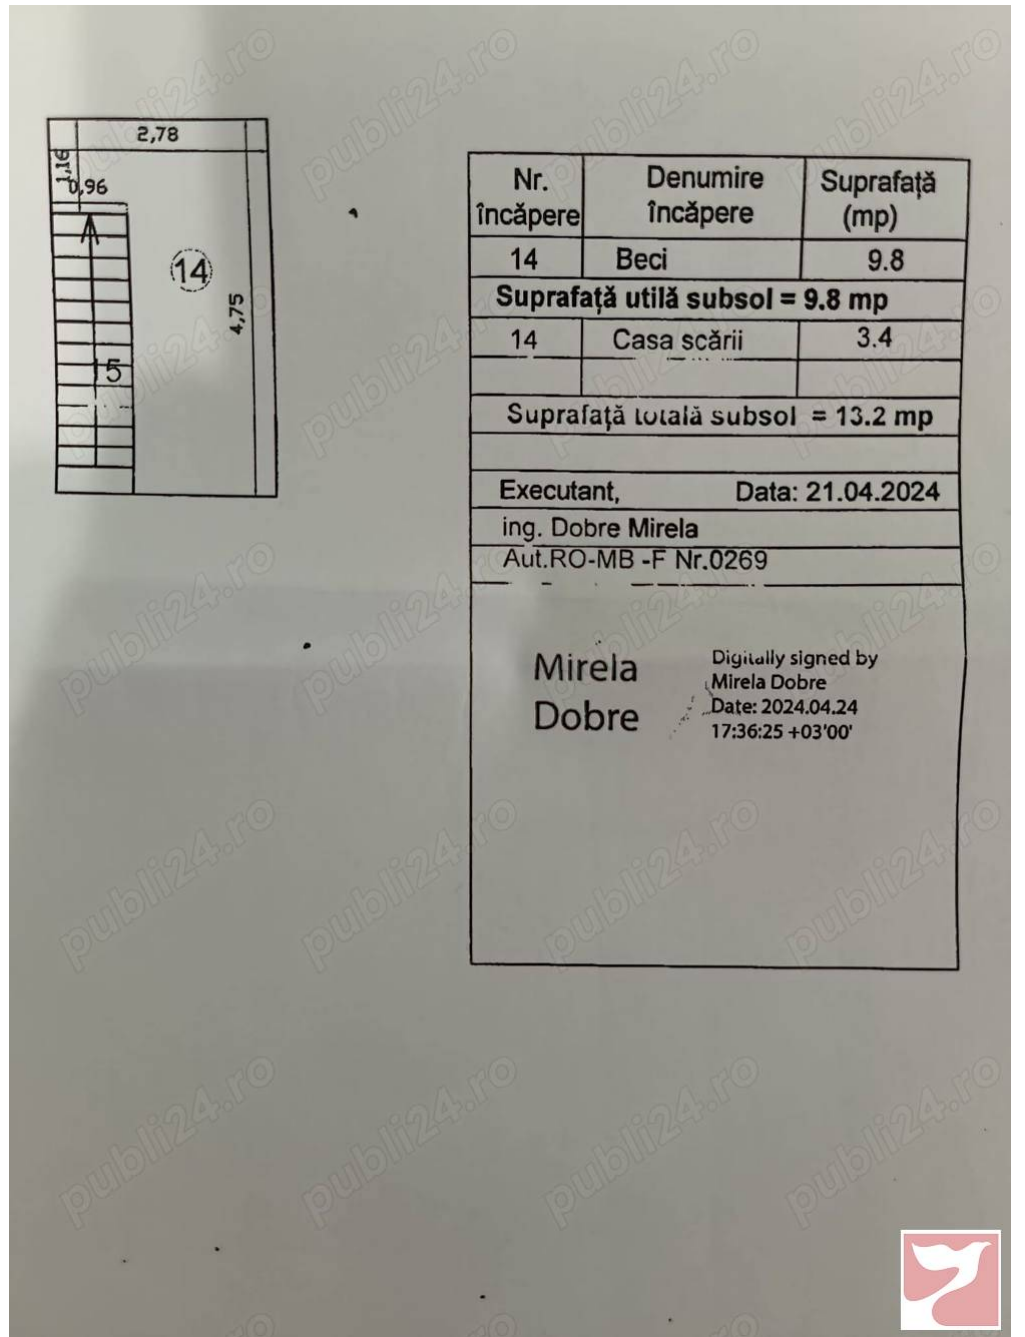 2,78
1,16
0,96
14
4,75
15
Nr. încăpere Denumire încăpere Suprafață (mp)
14 Beci 9.8
Suprafață utilă subsol = 9.8 mp
14 Casa scării 3.4
Suprafață totală subsol = 13.2 mp
Executant, Data: 21.04.2024
ing. Dobre Mirela
Aut.RO-MB -F Nr.0269
Mirela
Dobre
Digitally signed by
Mirela Dobre
Date: 2024.04.24
17:36:25 +03'00'
publi24.ro